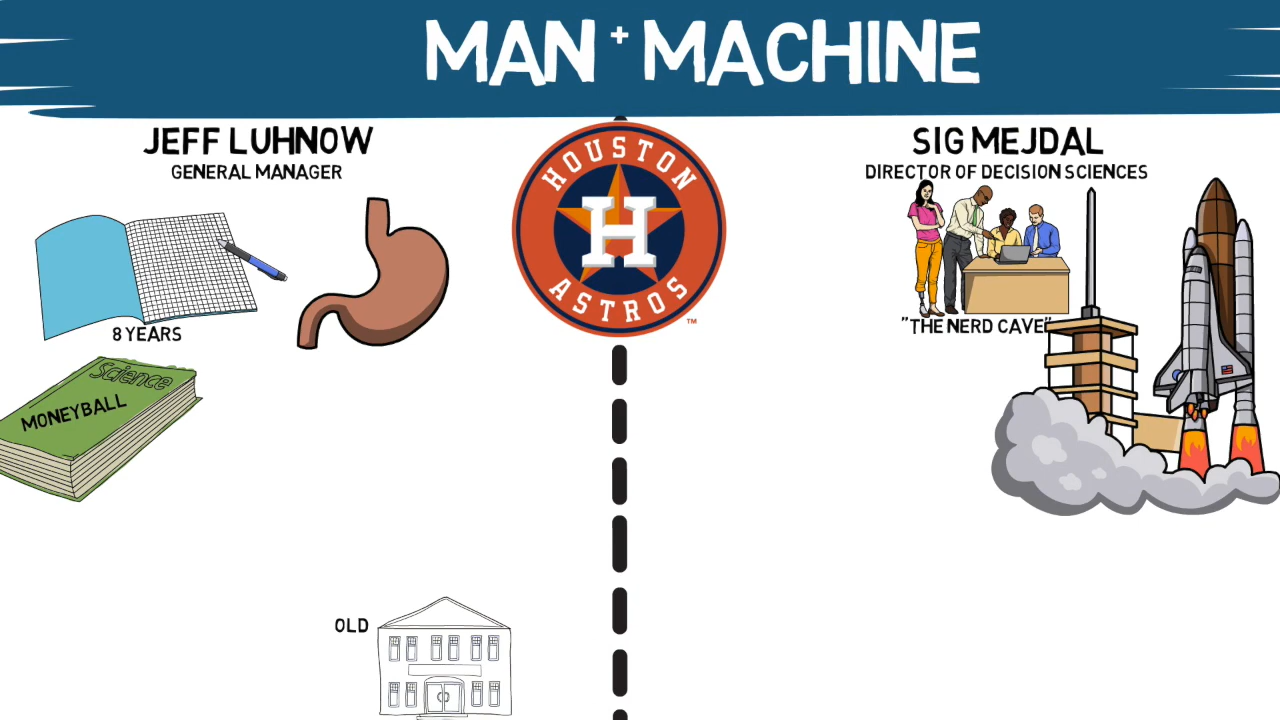 MAN + MACHINE
JEFF LUHNOW
GENERAL MANAGER
SIG MEJDAL
DIRECTOR OF DECISION SCIENCES
HOUSTON
H
ASTROS
™
8 YEARS
"THE NERD CAVE"
Science
MONEYBALL
OLD